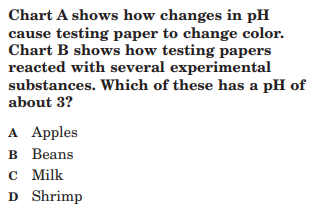 Chart A shows how changes in pH
cause testing paper to change color.
Chart B shows how testing papers
reacted with several experimental
substances. Which of these has a pH of
about 3?
A Apples
B Beans
C Milk
D Shrimp